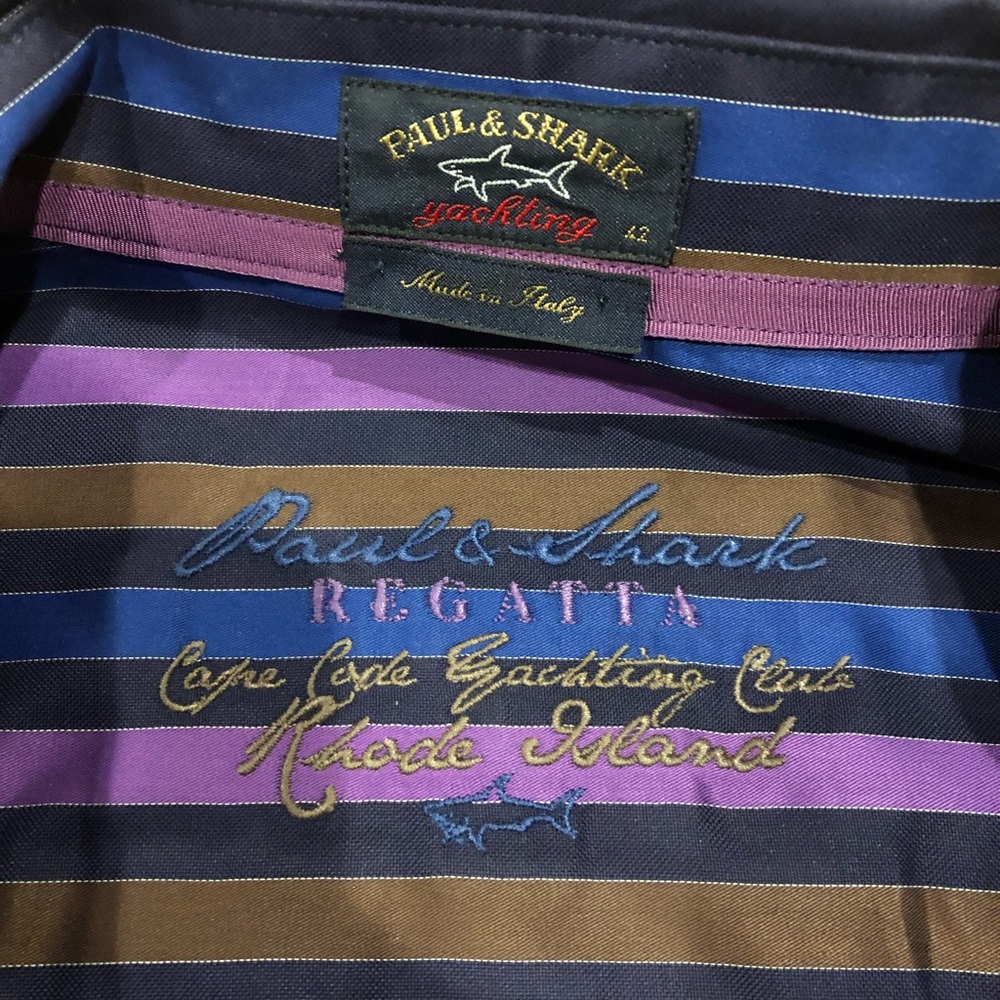 PAUL & SHARK
yachting 42
Made in Italy
Paul & Shark
REGATTA
Cape Code Yachting Club
Rhode Island